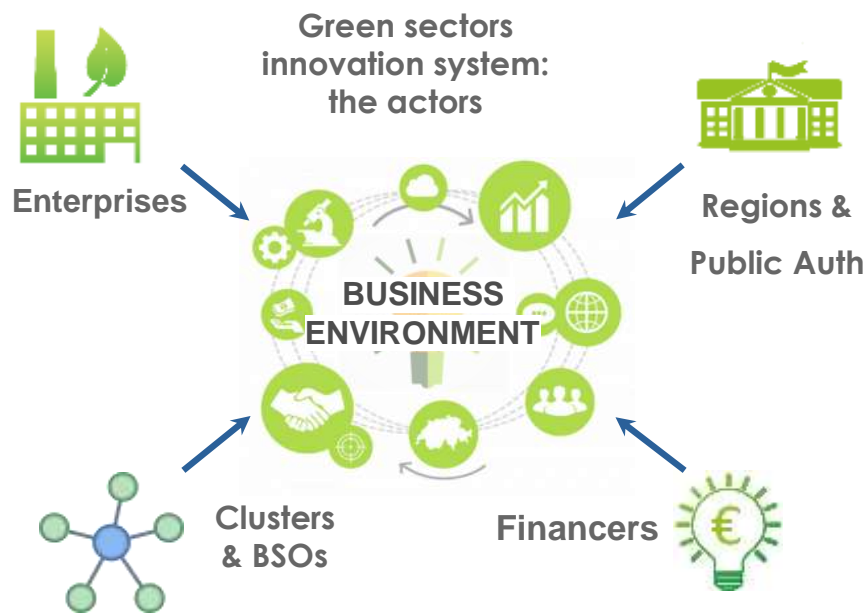 Green sectors
innovation system:
the actors
Enterprises
Regions &
Public Auth
BUSINESS
ENVIRONMENT
Clusters
& BSOs
Financers
€